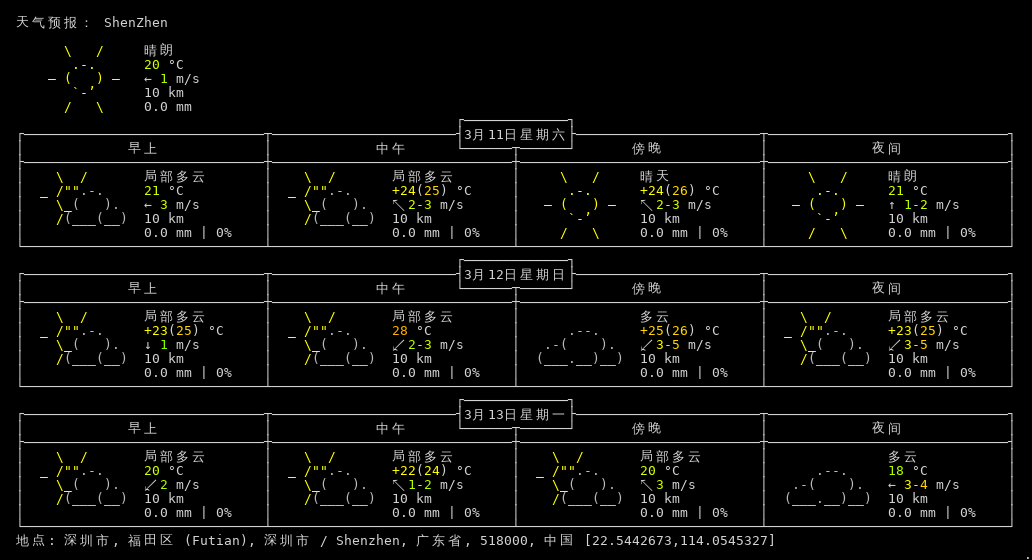 天气预报： ShenZhen
晴朗
20 °C
← 1 m/s
10 km
0.0 mm
3月11日星期六
早上 中午 傍晚 夜间
局部多云 局部多云 晴天 晴朗
21 °C +24(25) °C +24(26) °C 21 °C
← 3 m/s ↖ 2-3 m/s ↖ 2-3 m/s ↑ 1-2 m/s
10 km 10 km 10 km 10 km
0.0 mm | 0% 0.0 mm | 0% 0.0 mm | 0% 0.0 mm | 0%
3月12日星期日
早上 中午 傍晚 夜间
局部多云 局部多云 多云 局部多云
+23(25) °C 28 °C +25(26) °C +23(25) °C
↓ 1 m/s ↙ 2-3 m/s ↙ 3-5 m/s ↙ 3-5 m/s
10 km 10 km 10 km 10 km
0.0 mm | 0% 0.0 mm | 0% 0.0 mm | 0% 0.0 mm | 0%
3月13日星期一
早上 中午 傍晚 夜间
局部多云 局部多云 局部多云 多云
20 °C +22(24) °C 20 °C 18 °C
↙ 2 m/s ↖ 1-2 m/s ↖ 3 m/s ← 3-4 m/s
10 km 10 km 10 km 10 km
0.0 mm | 0% 0.0 mm | 0% 0.0 mm | 0% 0.0 mm | 0%
地点: 深圳市, 福田区 (Futian), 深圳市 / Shenzhen, 广东省, 518000, 中国 [22.5442673,114.0545327]